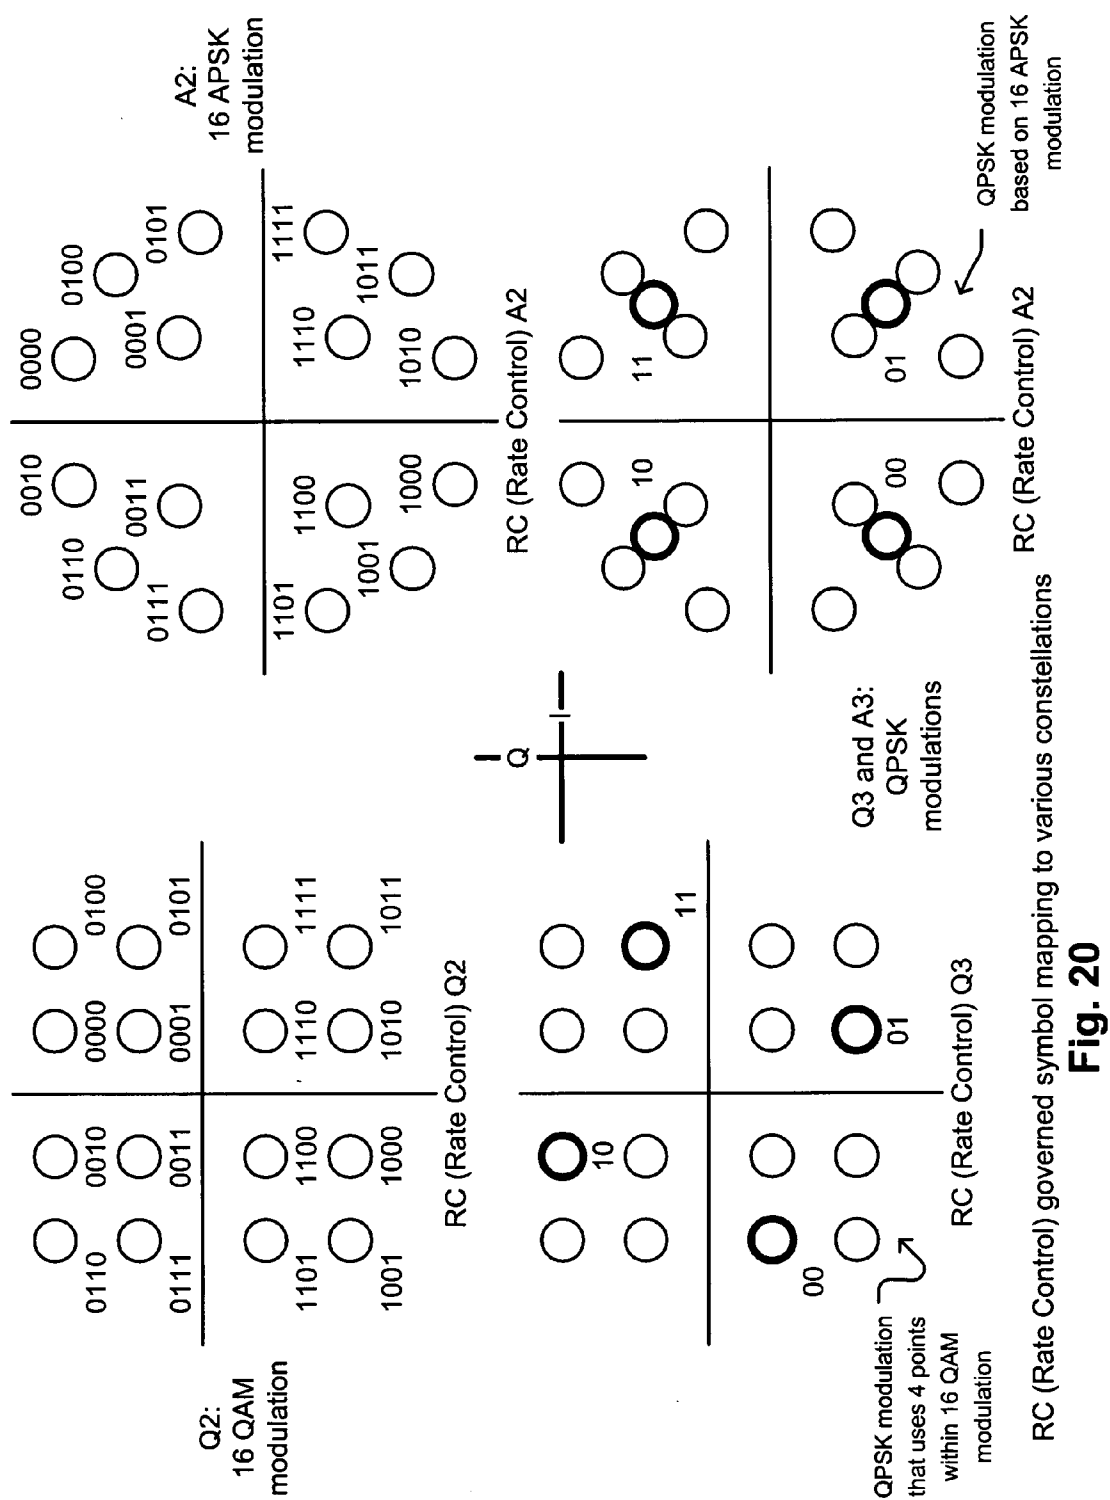 Q2:
16 QAM
modulation
0110 0010 0000 0100
0111 0011 0001 0101
1101 1100 1110 1111
1001 1000 1010 1011
RC (Rate Control) Q2
A2:
16 APSK
modulation
0010 0000
0110 0100
0011 0001
0111 0101
1101 1111
1100 1110
1001 1011
1000 1010
RC (Rate Control) A2
Q
I
10
11
00
01
QPSK modulation
that uses 4 points
within 16 QAM
modulation
RC (Rate Control) Q3
Q3 and A3:
QPSK
modulations
10 11
00 01
RC (Rate Control) A2
QPSK modulation
based on 16 APSK
modulation
RC (Rate Control) governed symbol mapping to various constellations
Fig. 20